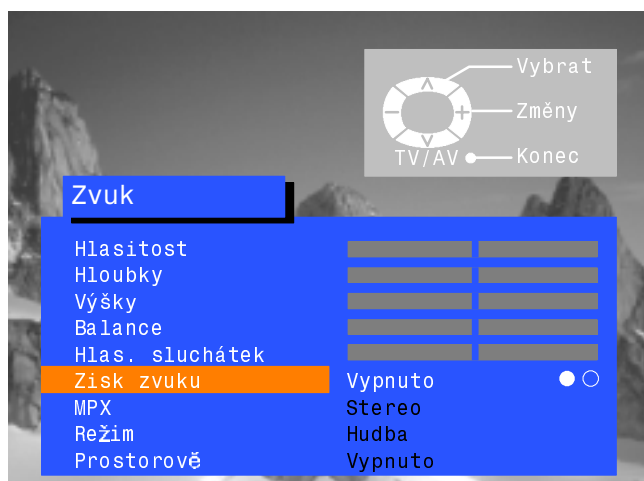 Vybrat
Změny
TV/AV Konec
Zvuk
Hlasitost
Hloubky
Výšky
Balance
Hlas. sluchátek
Zisk zvuku Vypnuto
MPX Stereo
Režim Hudba
Prostorově Vypnuto